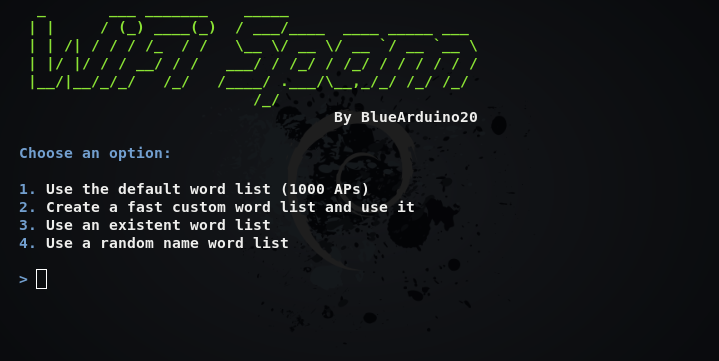 WiFi Spam
By BlueArduino20
Choose an option:
1. Use the default word list (1000 APs)
2. Create a fast custom word list and use it
3. Use an existent word list
4. Use a random name word list
>